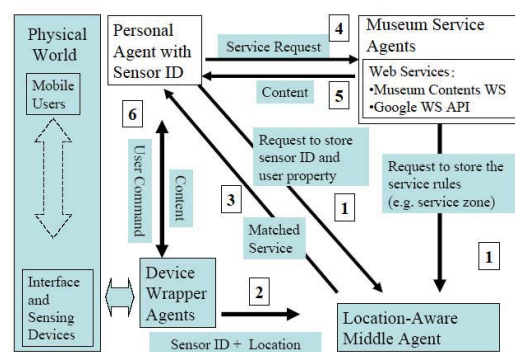 Physical
World
Mobile
Users
Interface
and
Sensing
Devices
Personal
Agent with
Sensor ID
4
Service Request
Content
5
Museum Service
Agents
Web Services:
•Museum Contents WS
•Google WS API
6
User Command
Content
Request to store
sensor ID and
user property
3
1
Matched
Service
Request to store the
service rules
(e.g. service zone)
1
Device
Wrapper
Agents
2
Sensor ID + Location
Location-Aware
Middle Agent